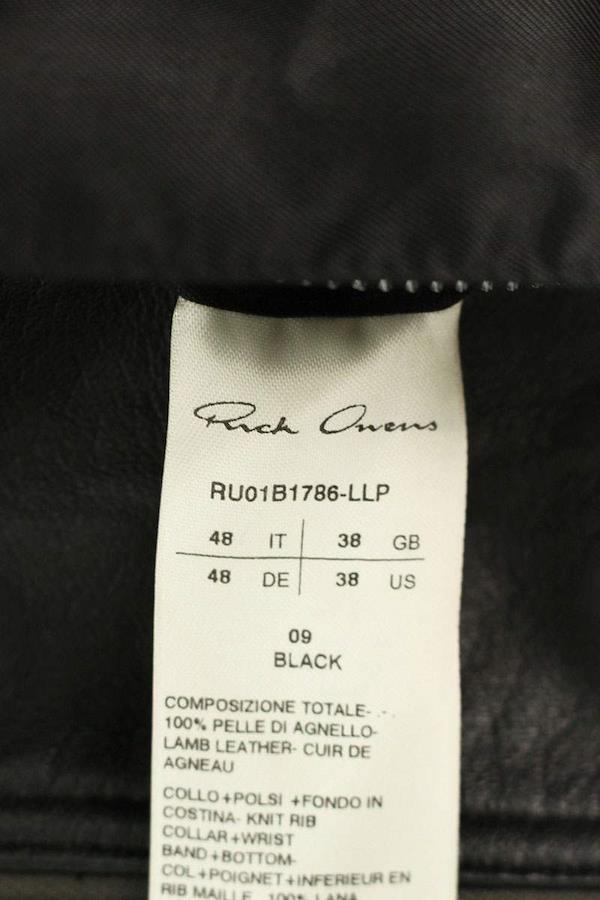 Rick Owens
RU01B1786-LLP
48 IT 38 GB
48 DE 38 US
09
BLACK
COMPOSIZIONE TOTALE-
100% PELLE DI AGNELLO-
LAMB LEATHER- CUIR DE
AGNEAU
COLLO+POLSI +FONDO IN
COSTINA- KNIT RIB
COLLAR+WRIST
BAND+BOTTOM-
COL+POIGNET+INFERIEUR EN
RIB MAILLE 100% LANA